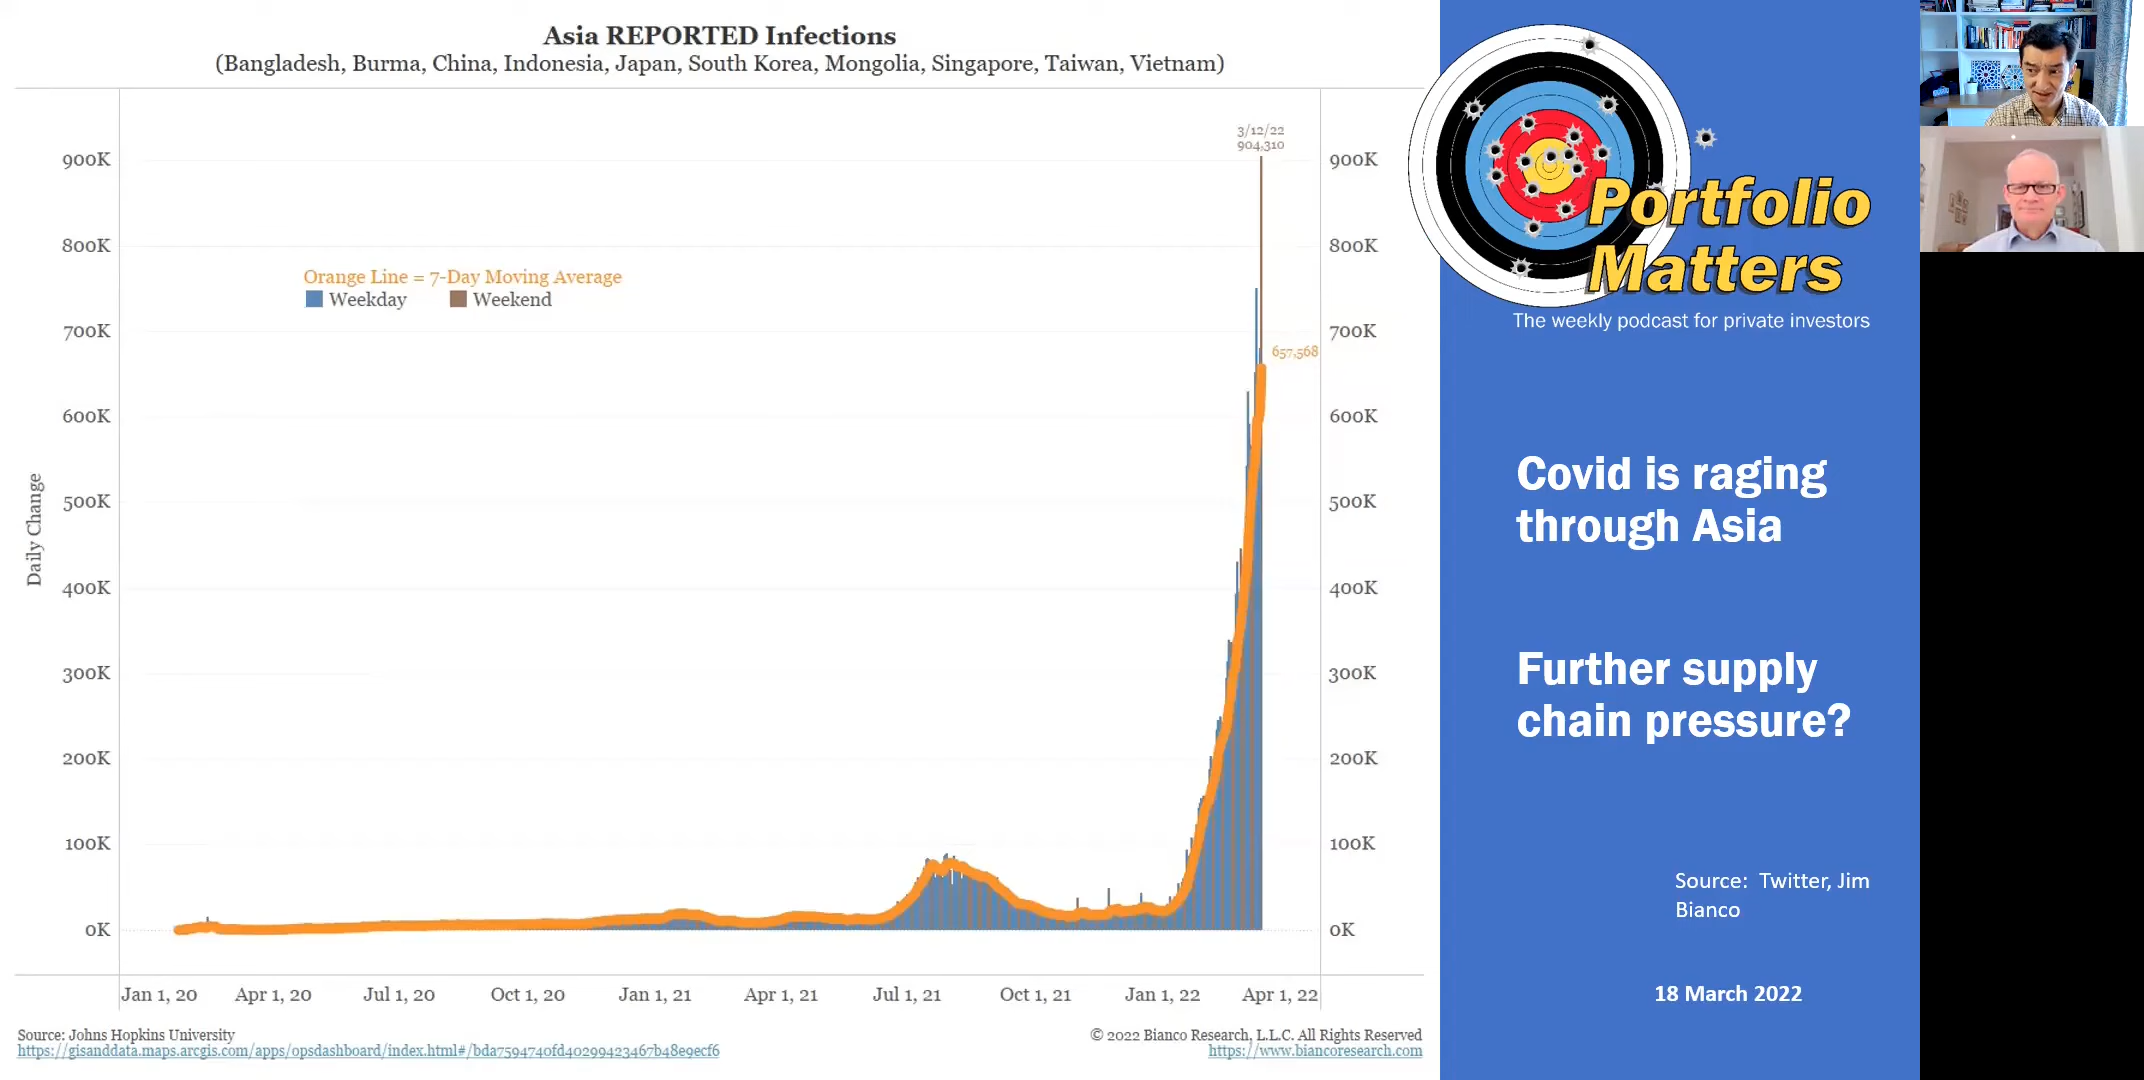 Asia REPORTED Infections
(Bangladesh, Burma, China, Indonesia, Japan, South Korea, Mongolia, Singapore, Taiwan, Vietnam)
3/12/22
904,310
900K
800K
700K
600K
500K
400K
300K
200K
100K
0K
Daily Change
Orange Line = 7-Day Moving Average
Weekday
Weekend
657,568
900K
800K
700K
600K
500K
400K
300K
200K
100K
0K
Jan 1, 20
Apr 1, 20
Jul 1, 20
Oct 1, 20
Jan 1, 21
Apr 1, 21
Jul 1, 21
Oct 1, 21
Jan 1, 22
Apr 1, 22
Source: Johns Hopkins University
https://gisanddata.maps.arcgis.com/apps/opsdashboard/index.html#/bda7594740fd40299423467b48e9ecf6
© 2022 Bianco Research, L.L.C. All Rights Reserved
https://www.biancoresearch.com
Portfolio
Matters
The weekly podcast for private investors
Covid is raging
through Asia
Further supply
chain pressure?
Source: Twitter, Jim
Bianco
18 March 2022